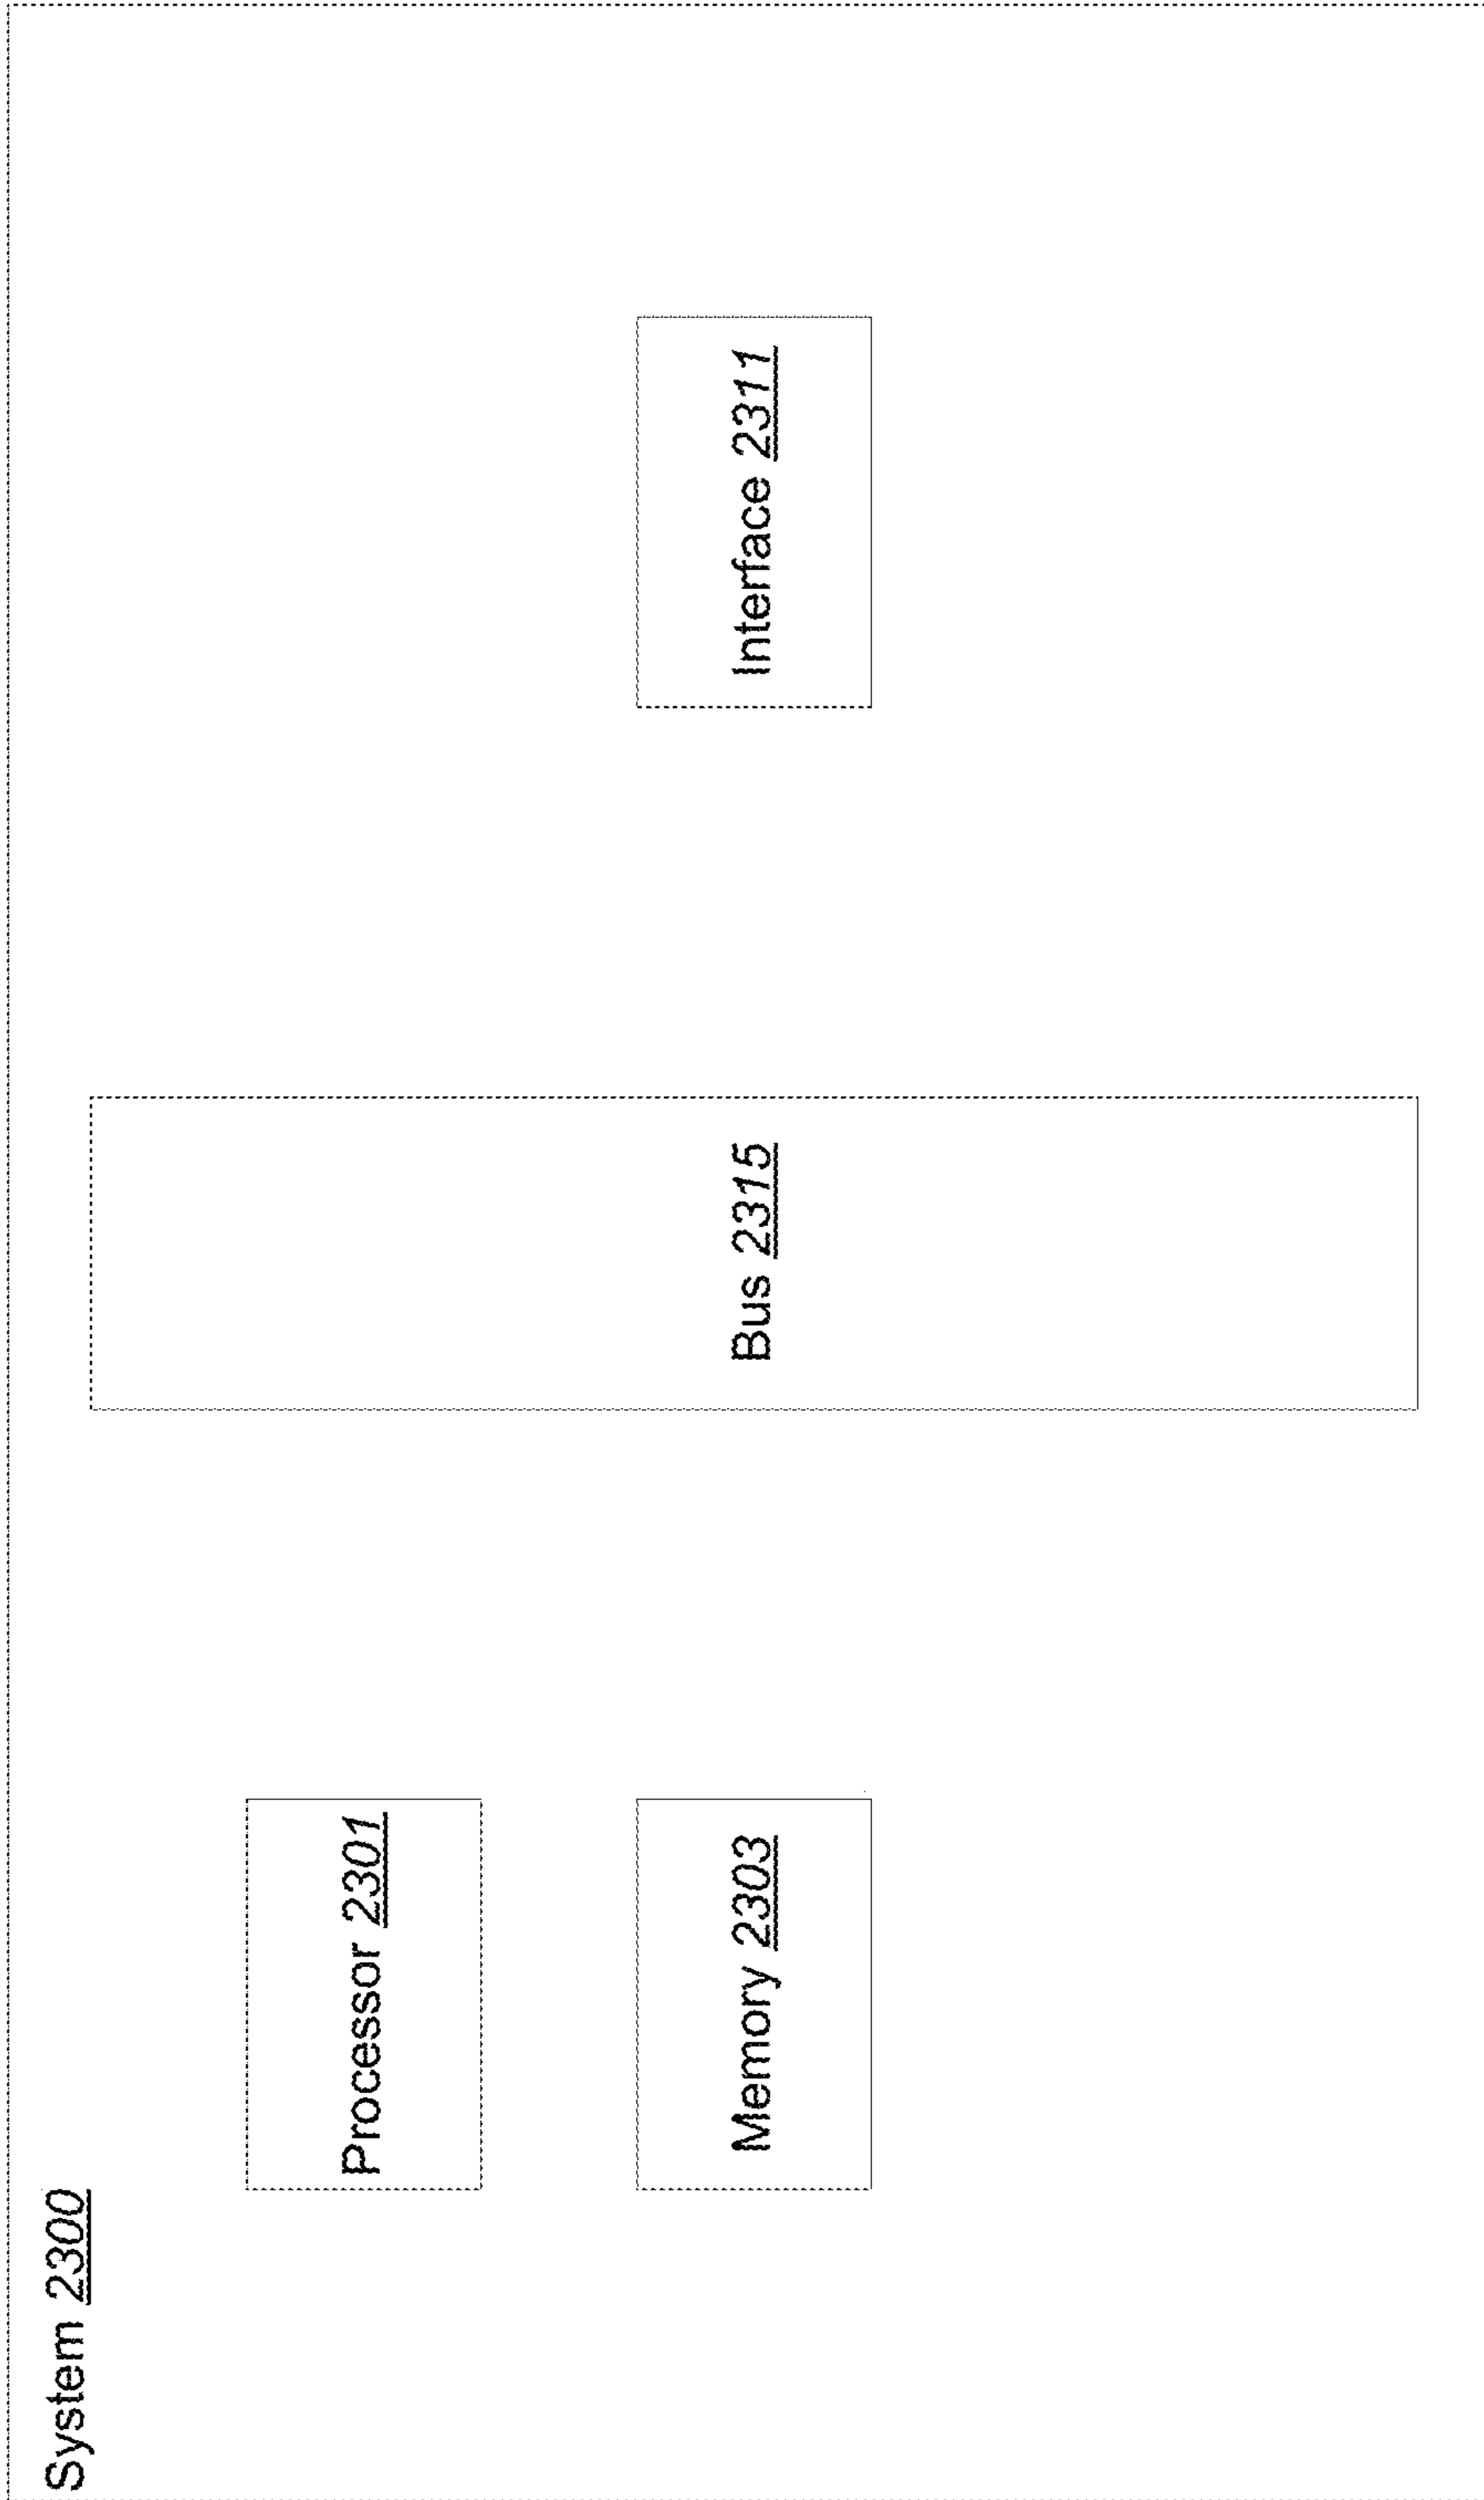 System 2300
Processor 2301
Memory 2303
Bus 2315
Interface 2311